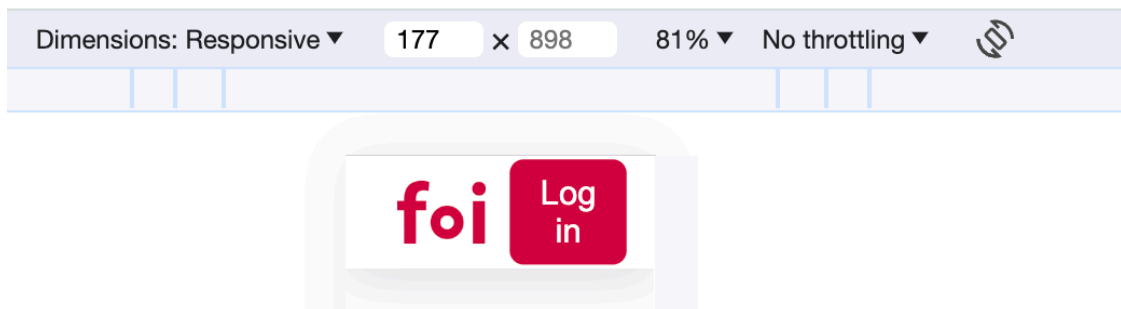 Dimensions: Responsive ▼ 177 × 898 81% ▼ No throttling ▼
foi
Log
in